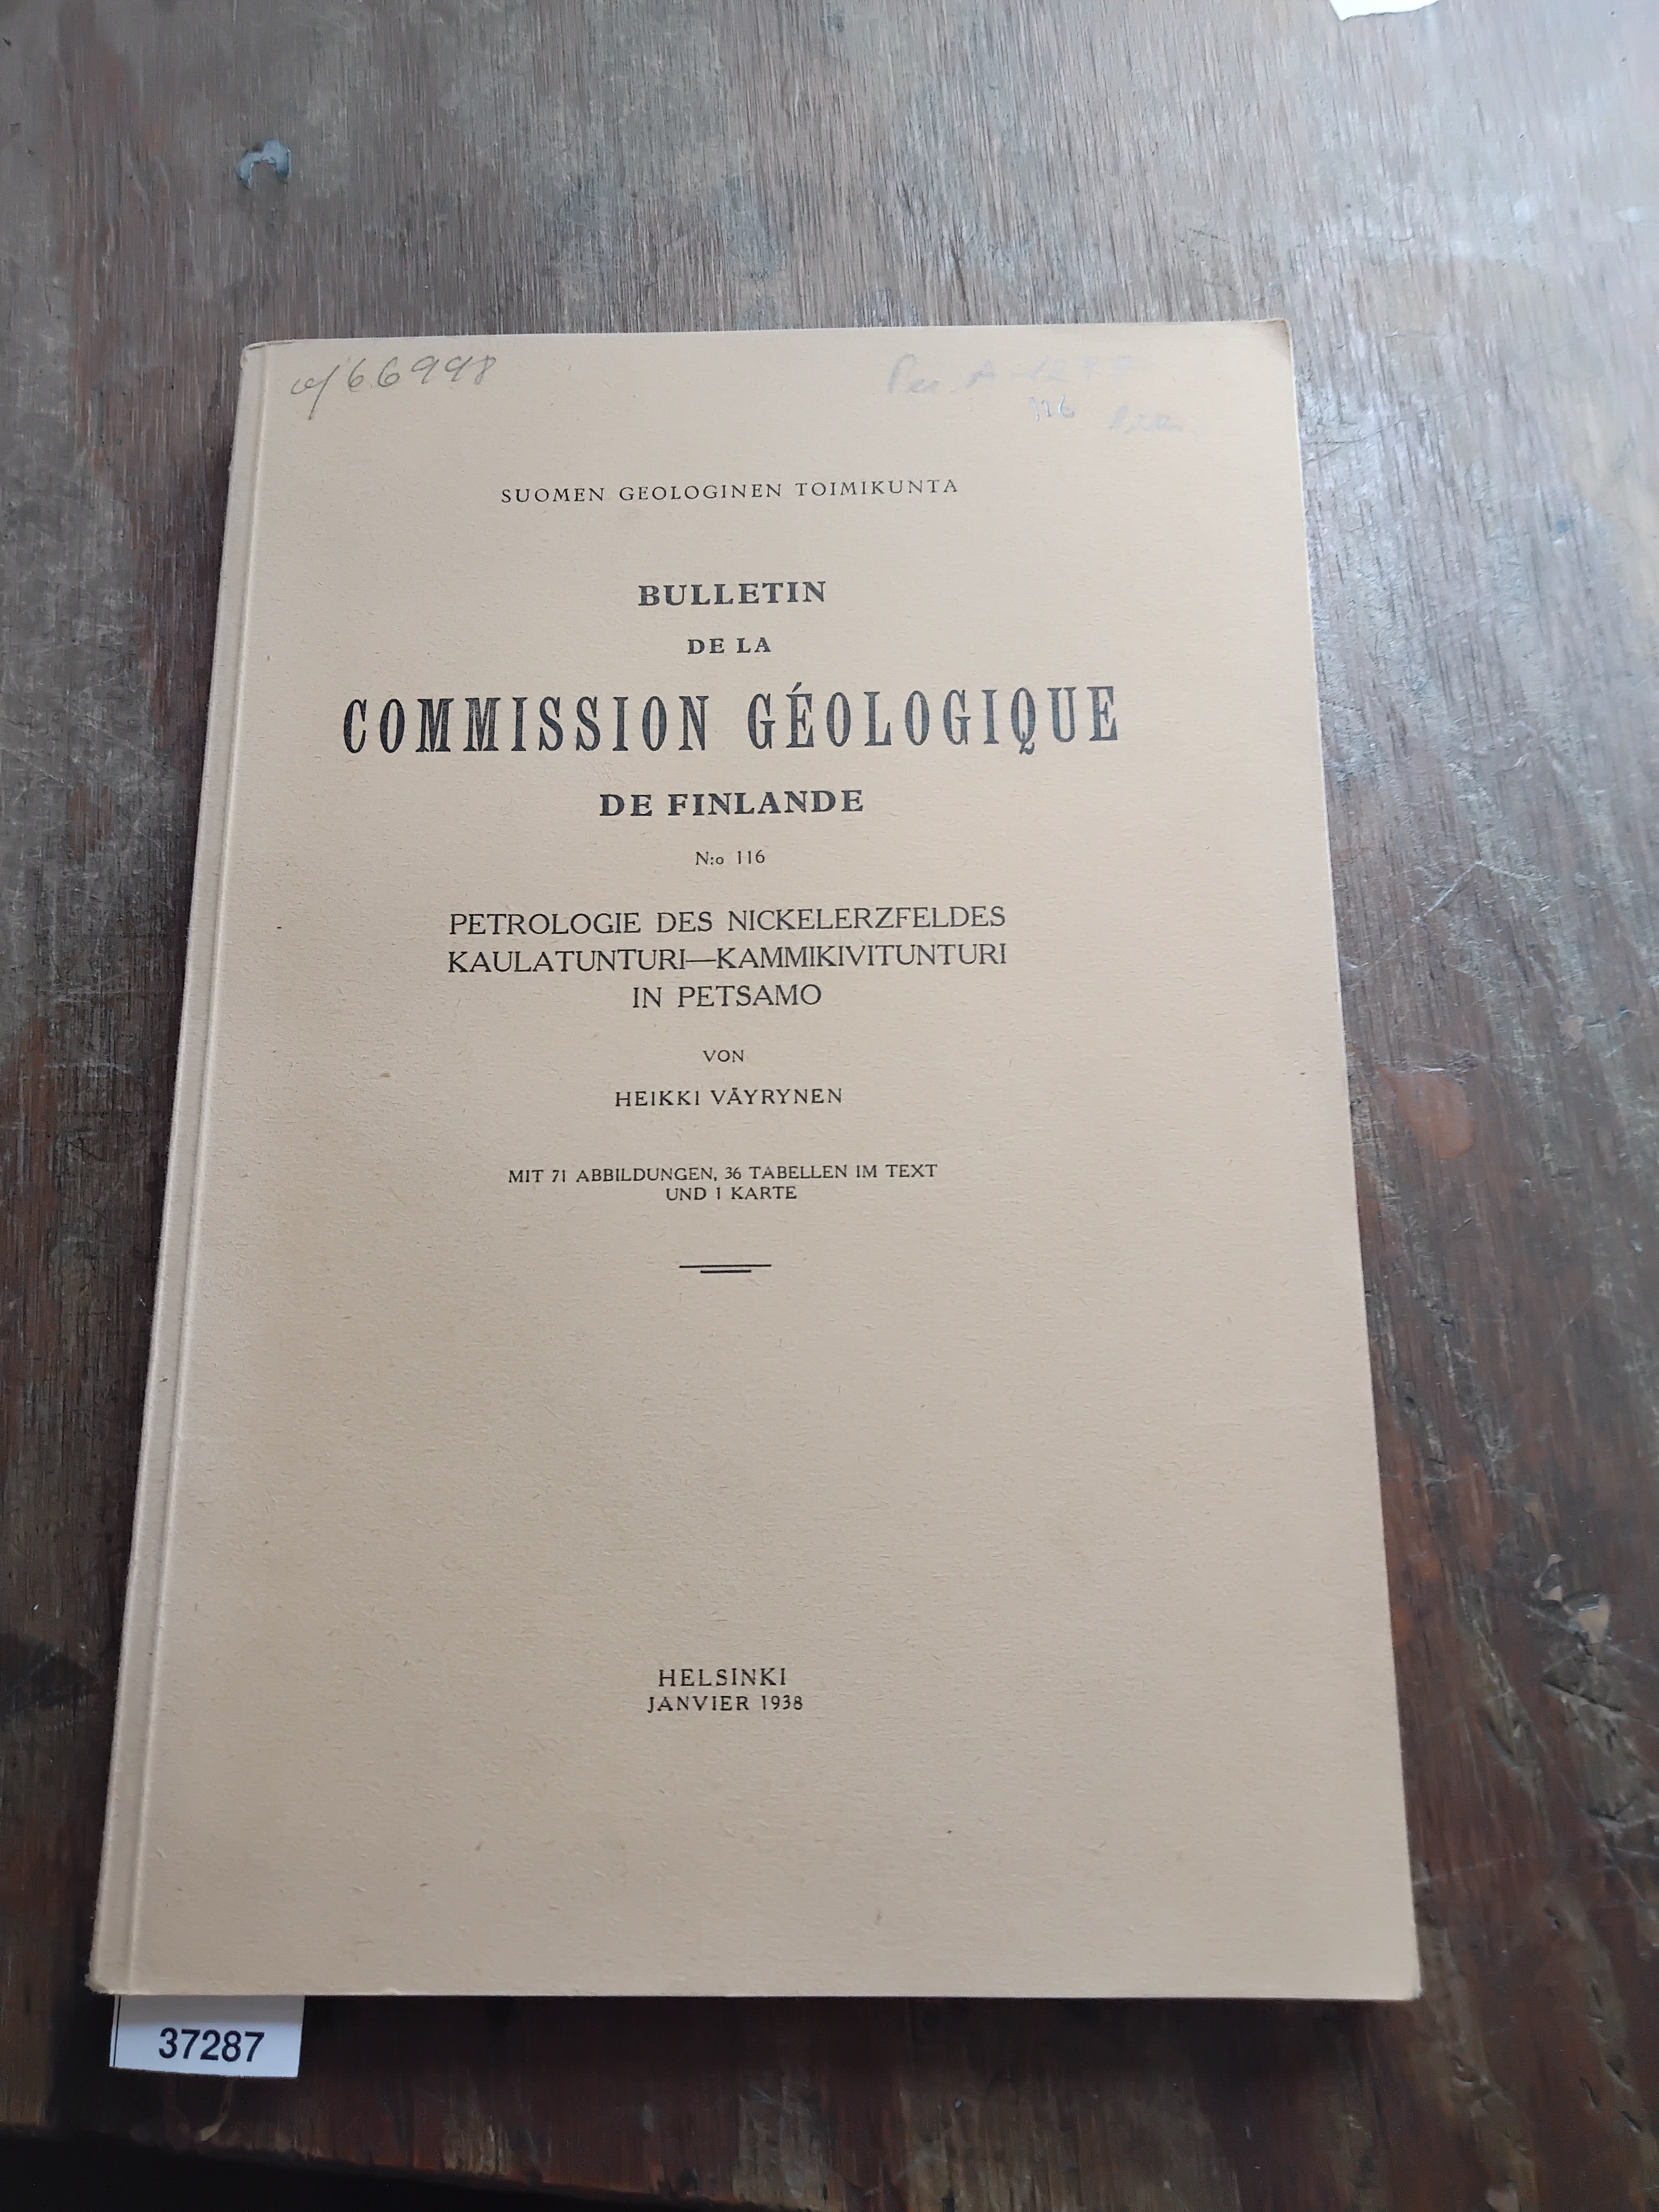 66998
116
SUOMEN GEOLOGINEN TOIMIKUNTA
BULLETIN
DE LA
COMMISSION GÉOLOGIQUE
DE FINLANDE
N:o 116
PETROLOGIE DES NICKELERZFELDES
KAULATUNTURI—KAMMIKIVITUNTURI
IN PETSAMO
VON
HEIKKI VÄYRYNEN
MIT 71 ABBILDUNGEN, 36 TABELLEN IM TEXT
UND 1 KARTE
HELSINKI
JANVIER 1938
37287